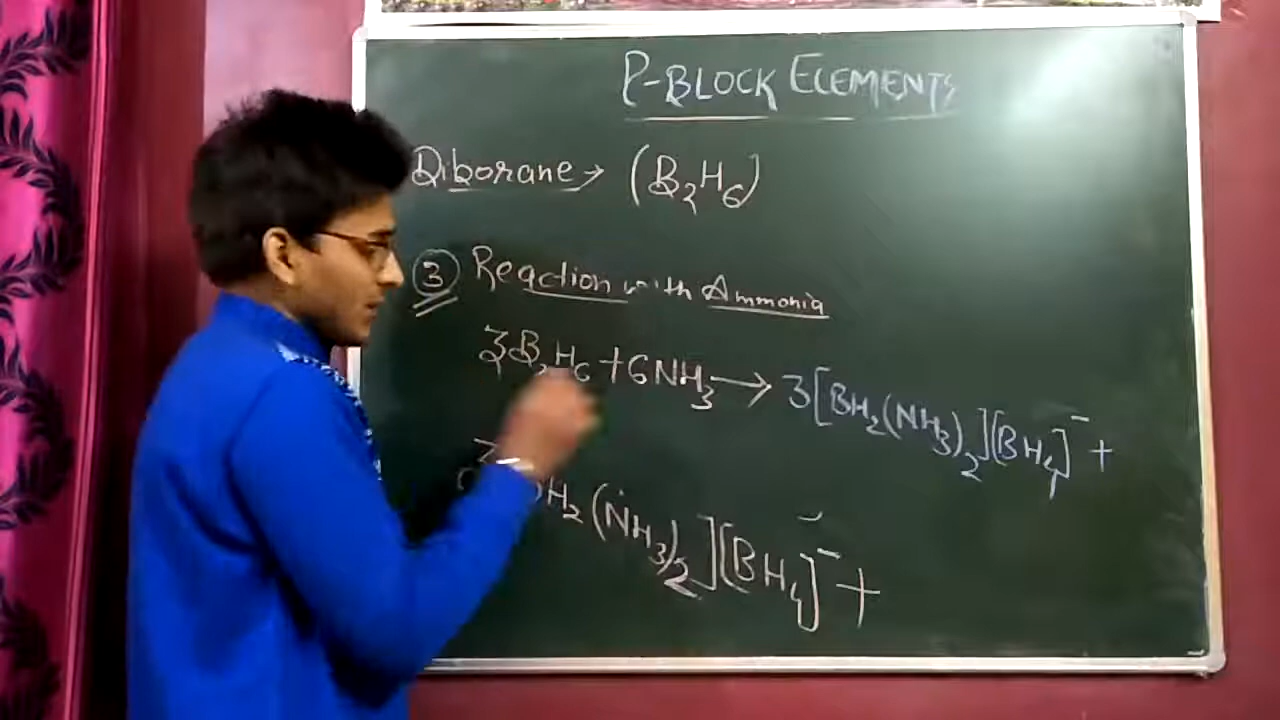 P-BLOCK ELEMENTS
Diborane → (B₂H₆)
③ Reaction with Ammonia
3B₂H₆ + 6NH₃ → 3[BH₂(NH₃)₂][BH₄]⁻ +
H₂(NH₃)₂][BH₄]⁻ +